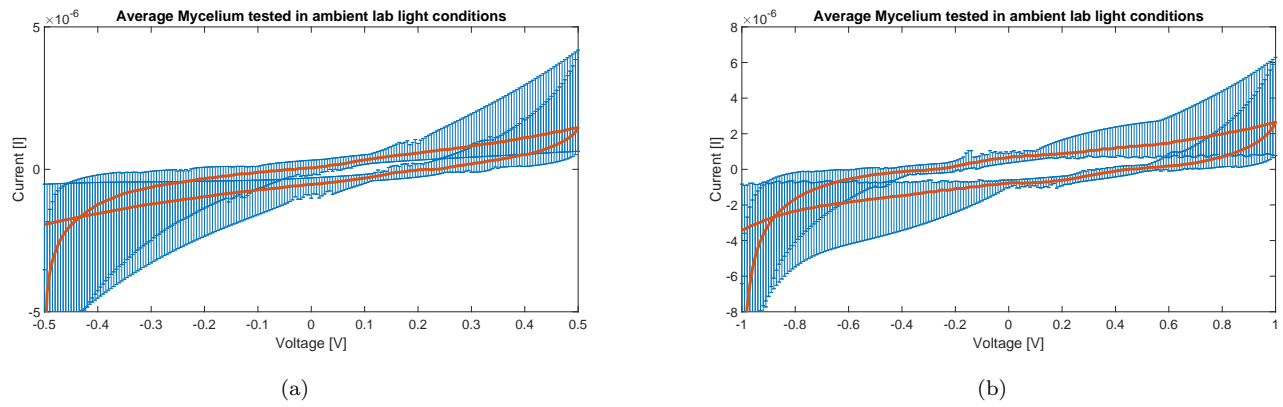 Average Mycelium tested in ambient lab light conditions
×10⁻⁶
5
0
-5
Current [I]
-0.5 -0.4 -0.3 -0.2 -0.1 0 0.1 0.2 0.3 0.4 0.5
Voltage [V]
(a)
Average Mycelium tested in ambient lab light conditions
×10⁻⁶
8
6
4
2
0
-2
-4
-6
-8
Current [I]
-1 -0.8 -0.6 -0.4 -0.2 0 0.2 0.4 0.6 0.8 1
Voltage [V]
(b)